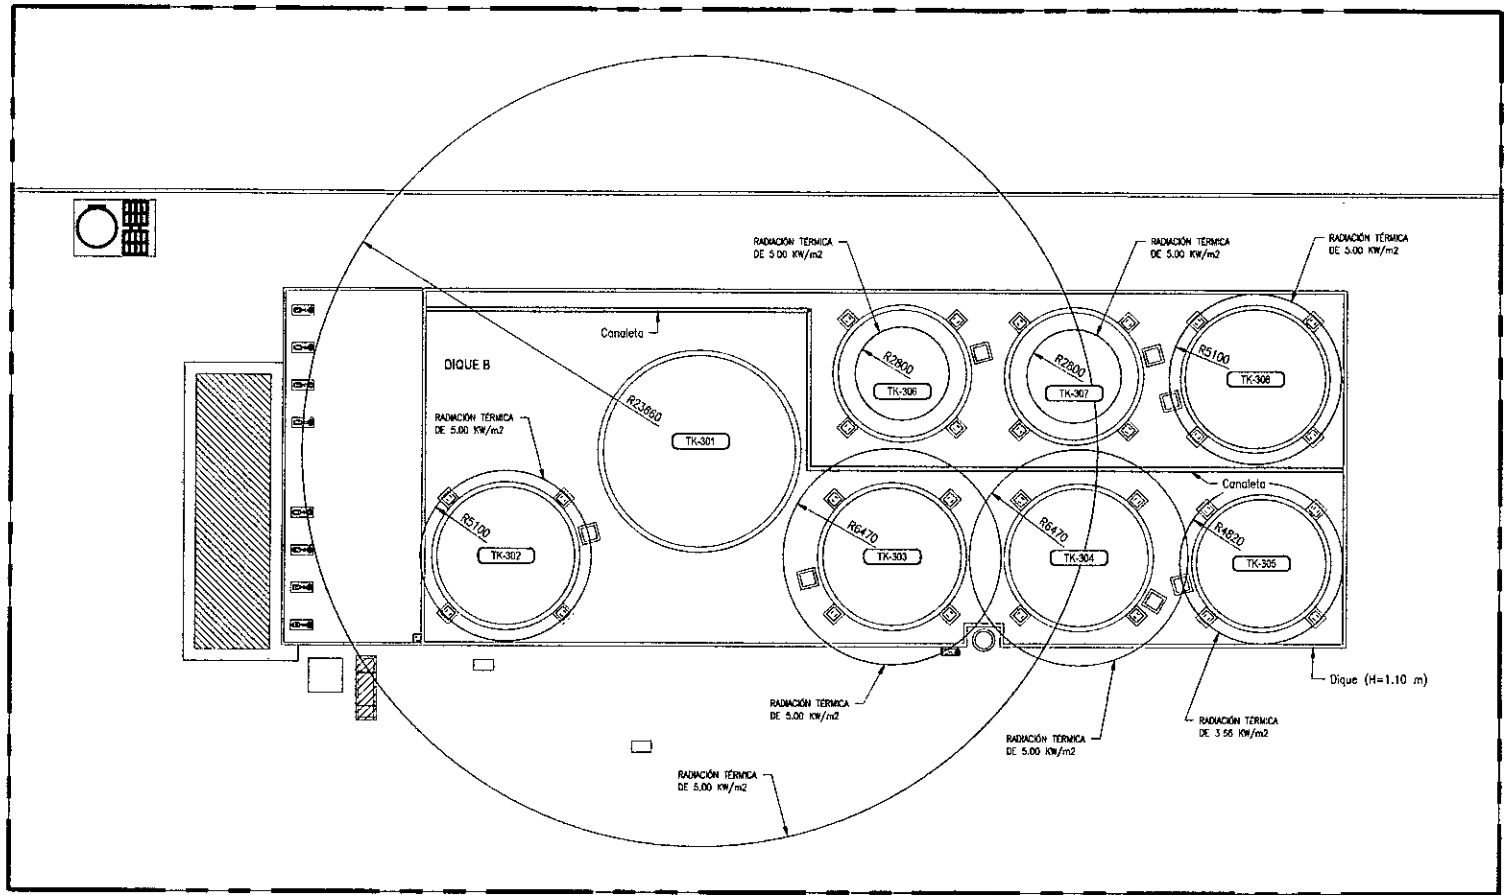 RADIACIÓN TÉRMICA
DE 5.00 KW/m2
RADIACIÓN TÉRMICA
DE 5.00 KW/m2
RADIACIÓN TÉRMICA
DE 5.00 KW/m2
Canaleta
DIQUE B
R2800
TK-306
R2800
TK-307
R5100
TK-308
R23660
TK-301
RADIACIÓN TÉRMICA
DE 5.00 KW/m2
Canaleta
R5100
TK-302
R6470
TK-303
R6470
TK-304
R4820
TK-305
Dique (H=1.10 m)
RADIACIÓN TÉRMICA
DE 5.00 KW/m2
RADIACIÓN TÉRMICA
DE 3.56 KW/m2
RADIACIÓN TÉRMICA
DE 5.00 KW/m2
RADIACIÓN TÉRMICA
DE 5.00 KW/m2